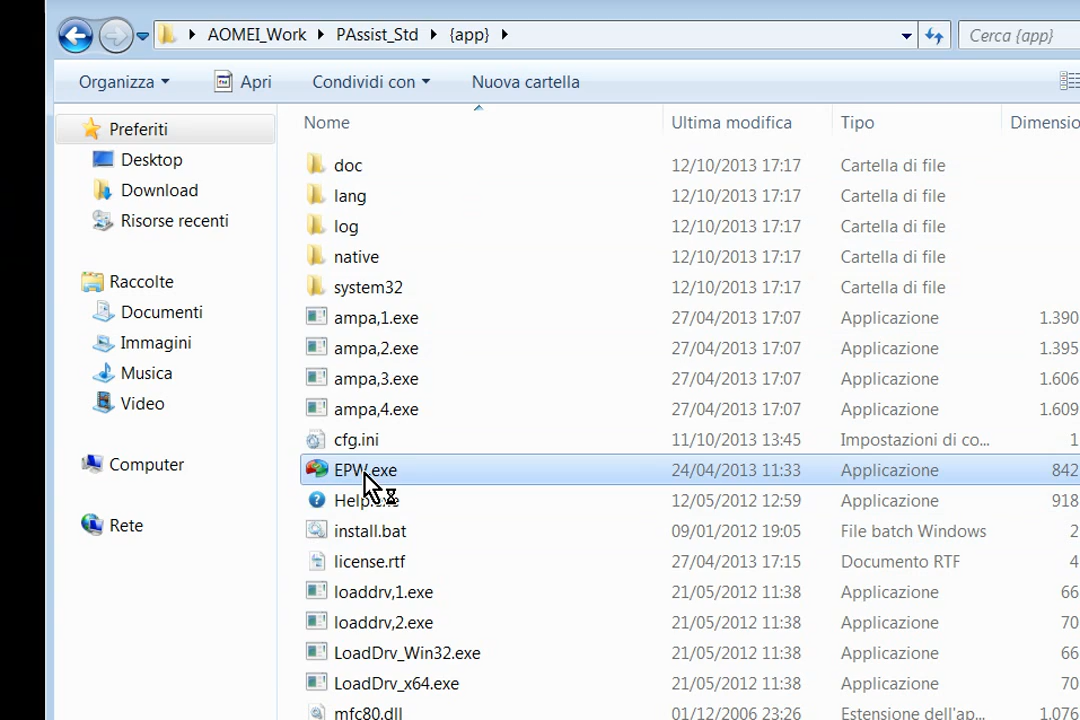 AOMEI_Work PAssist_Std {app} Cerca {app}
Organizza Apri Condividi con Nuova cartella
Nome Ultima modifica Tipo Dimensio
Preferiti
Desktop
Download
Risorse recenti
Raccolte
Documenti
Immagini
Musica
Video
Computer
Rete
doc 12/10/2013 17:17 Cartella di file
lang 12/10/2013 17:17 Cartella di file
log 12/10/2013 17:17 Cartella di file
native 12/10/2013 17:17 Cartella di file
system32 12/10/2013 17:17 Cartella di file
ampa,1.exe 27/04/2013 17:07 Applicazione 1.390
ampa,2.exe 27/04/2013 17:07 Applicazione 1.395
ampa,3.exe 27/04/2013 17:07 Applicazione 1.606
ampa,4.exe 27/04/2013 17:07 Applicazione 1.609
cfg.ini 11/10/2013 13:45 Impostazioni di co... 1
EPW.exe 24/04/2013 11:33 Applicazione 842
Help.exe 12/05/2012 12:59 Applicazione 918
install.bat 09/01/2012 19:05 File batch Windows 2
license.rtf 27/04/2013 17:15 Documento RTF 4
loaddrv,1.exe 21/05/2012 11:38 Applicazione 66
loaddrv,2.exe 21/05/2012 11:38 Applicazione 70
LoadDrv_Win32.exe 21/05/2012 11:38 Applicazione 66
LoadDrv_x64.exe 21/05/2012 11:38 Applicazione 70
mfc80.dll 01/12/2006 23:26 Estensione dell'ap... 1.076